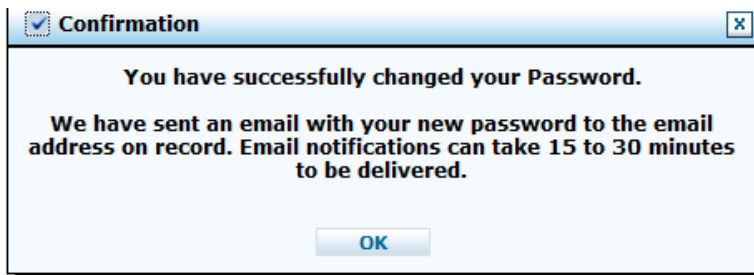 Confirmation
You have successfully changed your Password.
We have sent an email with your new password to the email
address on record. Email notifications can take 15 to 30 minutes
to be delivered.
OK